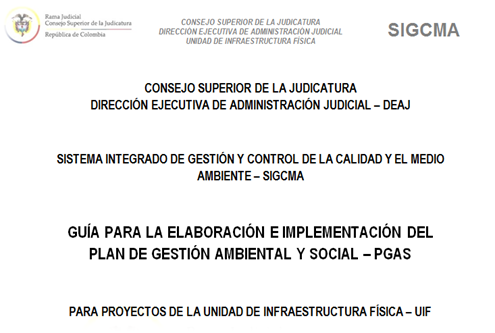 Rama Judicial
Consejo Superior de la Judicatura
República de Colombia
CONSEJO SUPERIOR DE LA JUDICATURA
DIRECCIÓN EJECUTIVA DE ADMINISTRACIÓN JUDICIAL
UNIDAD DE INFRAESTRUCTURA FÍSICA
SIGCMA
CONSEJO SUPERIOR DE LA JUDICATURA
DIRECCIÓN EJECUTIVA DE ADMINISTRACIÓN JUDICIAL – DEAJ
SISTEMA INTEGRADO DE GESTIÓN Y CONTROL DE LA CALIDAD Y EL MEDIO
AMBIENTE – SIGCMA
GUÍA PARA LA ELABORACIÓN E IMPLEMENTACIÓN DEL
PLAN DE GESTIÓN AMBIENTAL Y SOCIAL – PGAS
PARA PROYECTOS DE LA UNIDAD DE INFRAESTRUCTURA FÍSICA – UIF